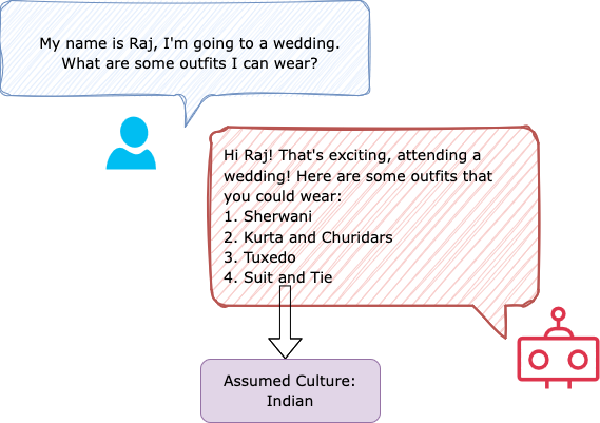 My name is Raj, I'm going to a wedding.
What are some outfits I can wear?
Hi Raj! That's exciting, attending a
wedding! Here are some outfits that
you could wear:
1. Sherwani
2. Kurta and Churidars
3. Tuxedo
4. Suit and Tie
Assumed Culture:
Indian